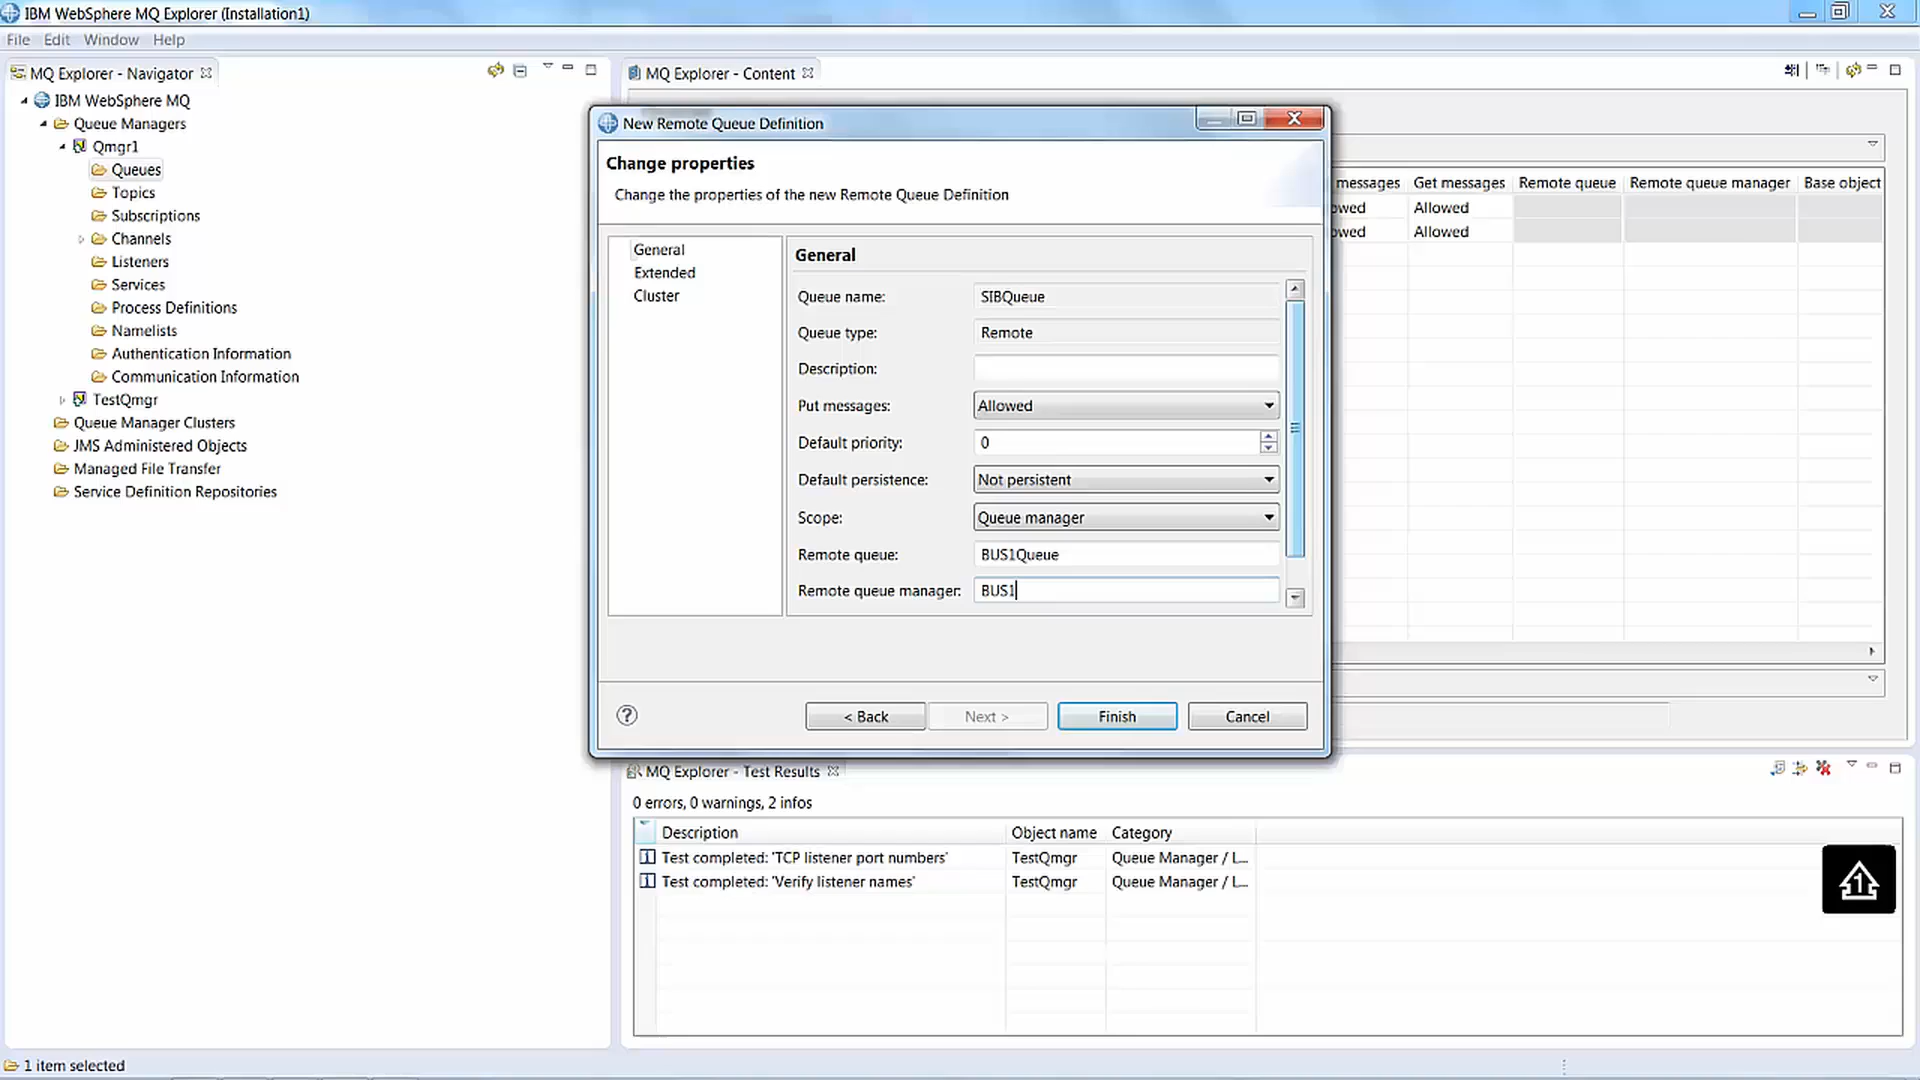 IBM WebSphere MQ Explorer (Installation1)
File Edit Window Help
MQ Explorer - Navigator
IBM WebSphere MQ
Queue Managers
Qmgr1
Queues
Topics
Subscriptions
Channels
Listeners
Services
Process Definitions
Namelists
Authentication Information
Communication Information
TestQmgr
Queue Manager Clusters
JMS Administered Objects
Managed File Transfer
Service Definition Repositories
MQ Explorer - Content
messages Get messages Remote queue Remote queue manager Base object
owed Allowed
owed Allowed
New Remote Queue Definition
Change properties
Change the properties of the new Remote Queue Definition
General
Extended
Cluster
General
Queue name: SIBQueue
Queue type: Remote
Description:
Put messages: Allowed
Default priority: 0
Default persistence: Not persistent
Scope: Queue manager
Remote queue: BUS1Queue
Remote queue manager: BUS1
< Back Next > Finish Cancel
MQ Explorer - Test Results
0 errors, 0 warnings, 2 infos
Description Object name Category
Test completed: 'TCP listener port numbers' TestQmgr Queue Manager / L...
Test completed: 'Verify listener names' TestQmgr Queue Manager / L...
1
1 item selected